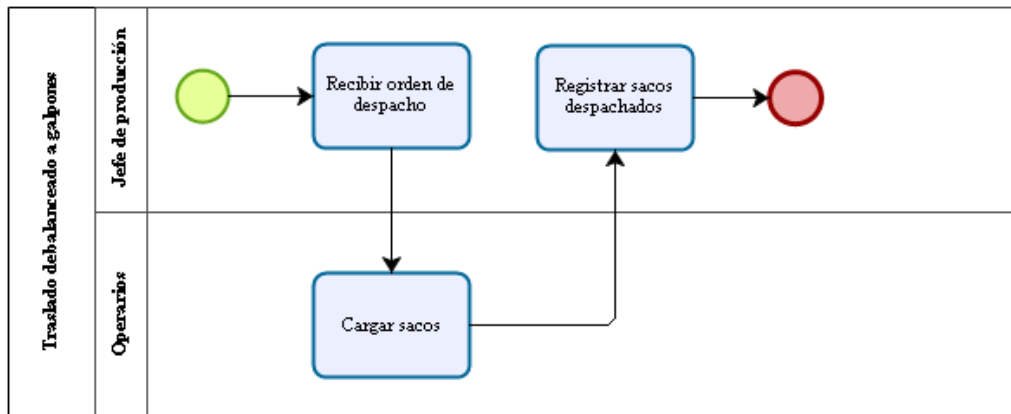 Traslado debalanceado a galpones
Jefe de producción
Recibir orden de
despacho
Registrar sacos
despachados
Operarios
Cargar sacos